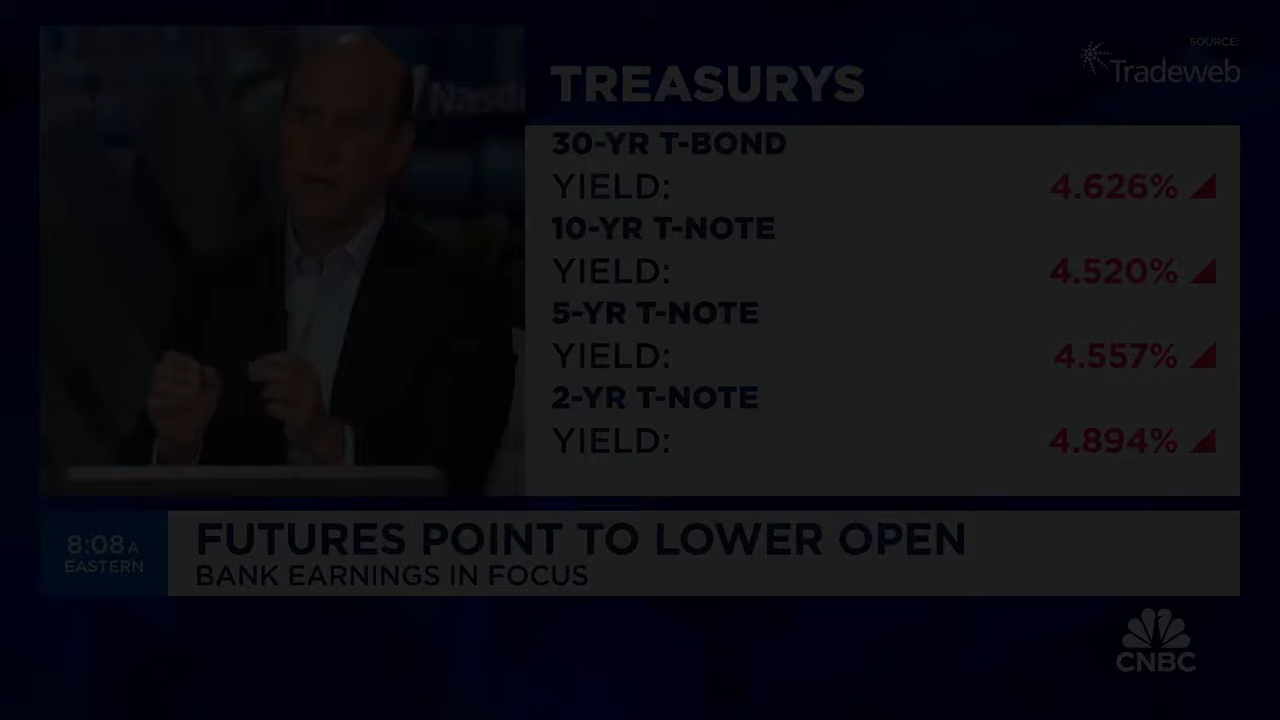 SOURCE:
Tradeweb
Nasd
TREASURYS
30-YR T-BOND
YIELD: 4.626%
10-YR T-NOTE
YIELD: 4.520%
5-YR T-NOTE
YIELD: 4.557%
2-YR T-NOTE
YIELD: 4.894%
8:08A
EASTERN
FUTURES POINT TO LOWER OPEN
BANK EARNINGS IN FOCUS
CNBC